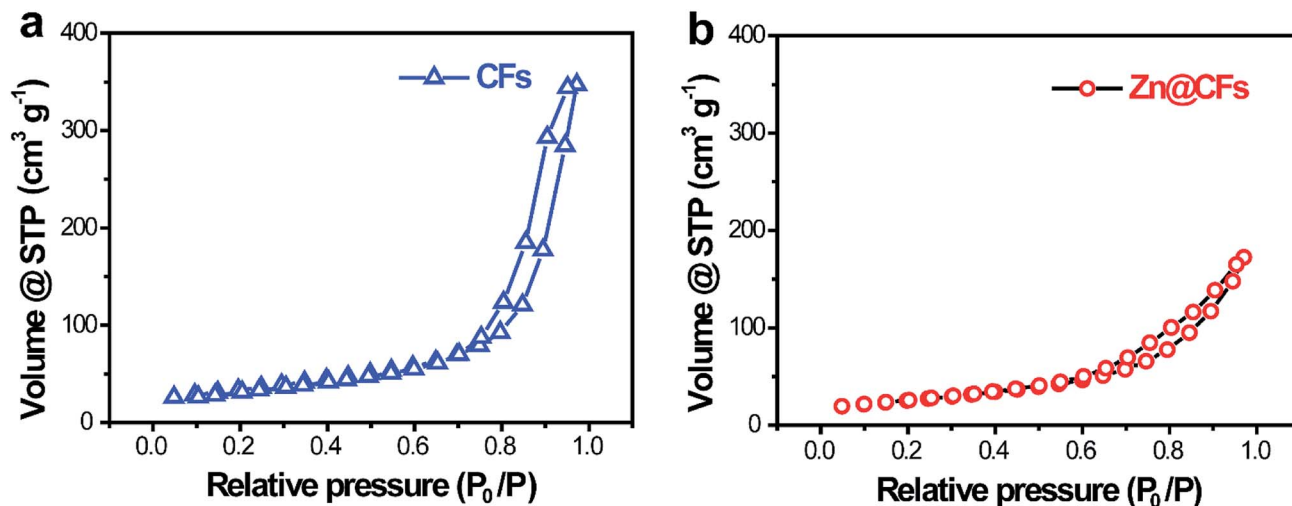 a
CFs
Volume @ STP (cm³ g⁻¹)
400
300
200
100
0
0.0 0.2 0.4 0.6 0.8 1.0
Relative pressure (P₀/P)
b
Zn@CFs
Volume @ STP (cm³ g⁻¹)
400
300
200
100
0
0.0 0.2 0.4 0.6 0.8 1.0
Relative pressure (P₀/P)